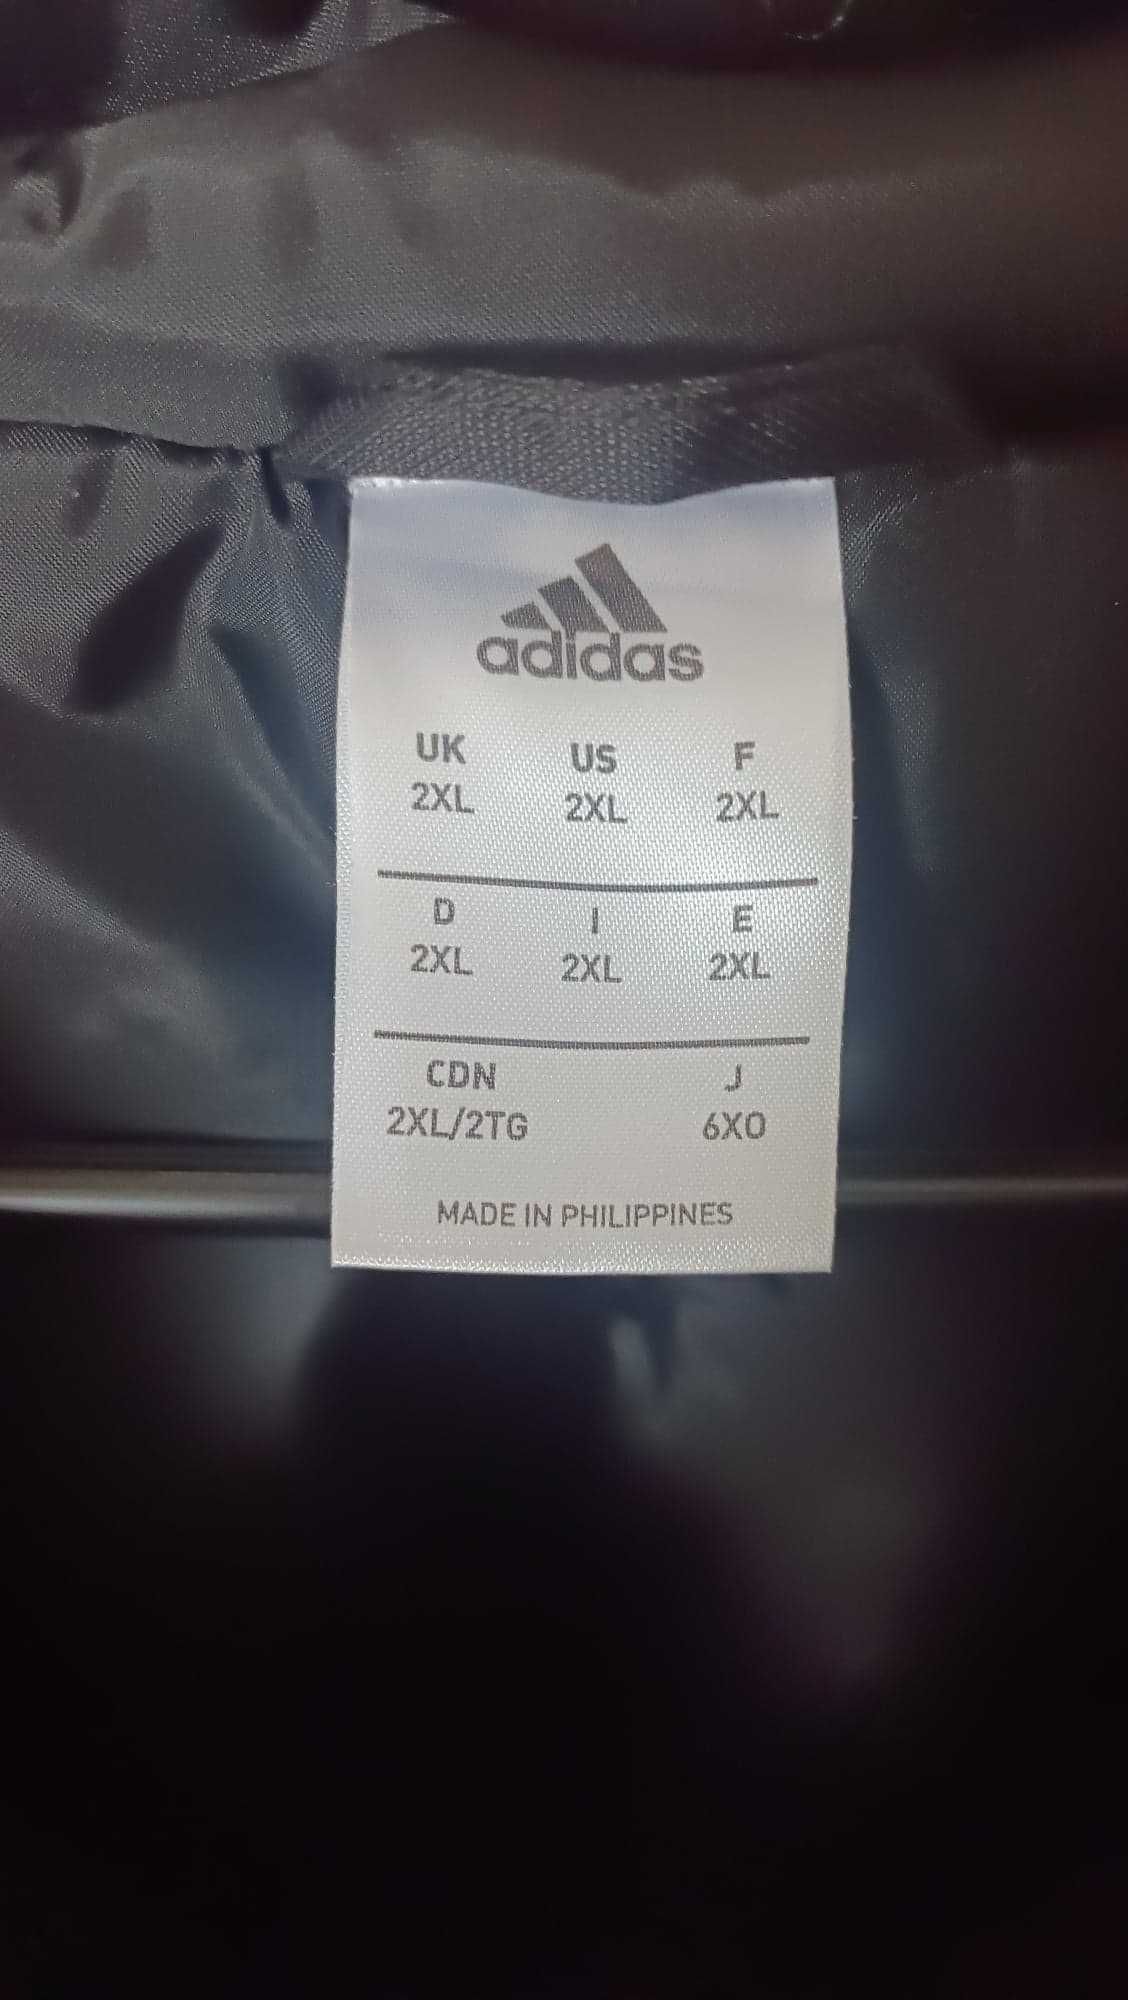 adidas
UK US F
2XL 2XL 2XL
D I E
2XL 2XL 2XL
CDN J
2XL/2TG 6XO
MADE IN PHILIPPINES